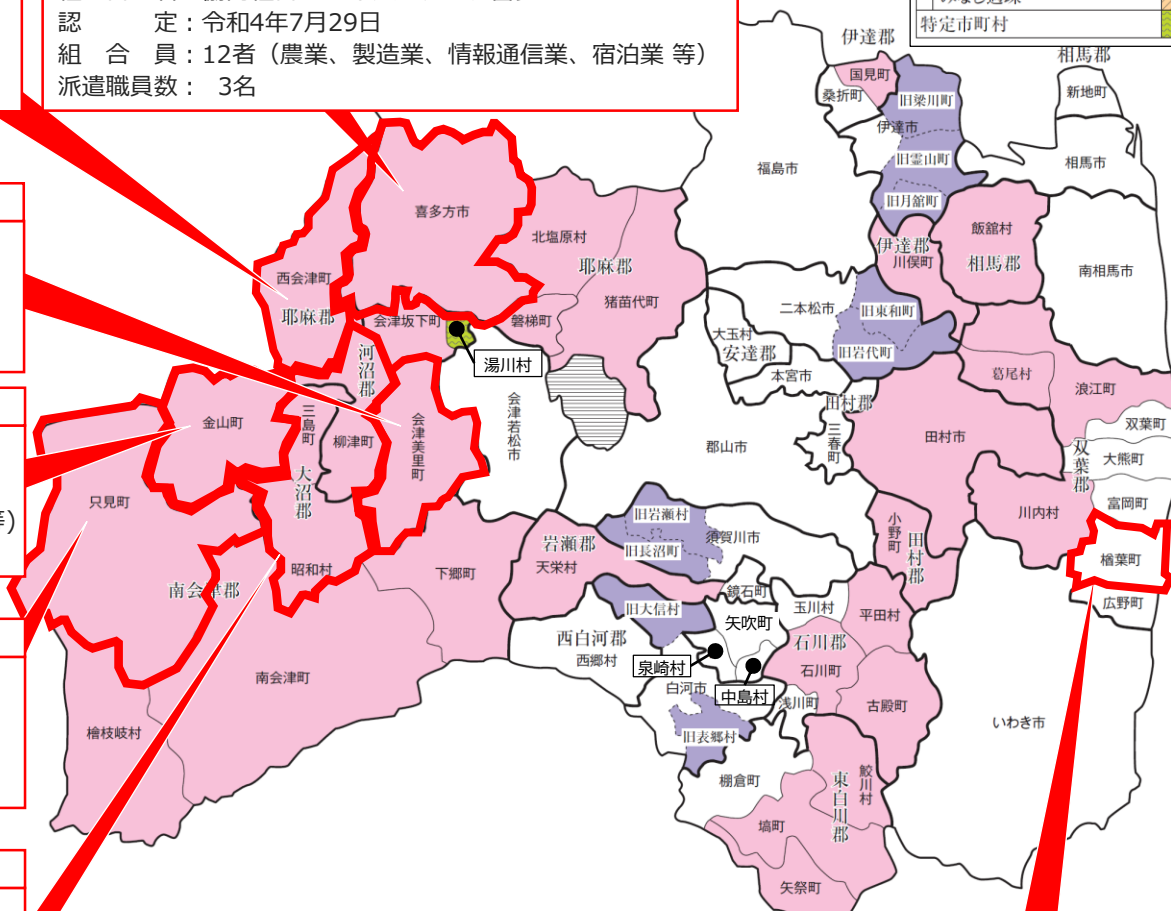 認　　　定：令和4年7月29日
組　合　員：12者（農業、製造業、情報通信業、宿泊業 等）
派遣職員数：　3名
特定市町村
等)
伊達郡
相馬郡
国見町
桑折町
旧梁川町
新地町
伊達市
旧霊山町
相馬市
福島市
旧月舘町
喜多方市
北塩原村
伊達郡
川俣町
飯舘村
相馬郡
南相馬市
西会津町
耶麻郡
耶麻郡
猪苗代町
二本松市
旧東和町
会津坂下町
磐梯町
大玉村
安達郡
旧岩代町
湯川村
河沼郡
本宮市
葛尾村
浪江町
会津若松市
田村郡
三春町
双葉町
金山町
三島町
柳津町
会津美里町
郡山市
田村市
双葉郡
大熊町
大沼郡
只見町
富岡町
川内村
旧岩瀬村
小野町
田村郡
須賀川市
岩瀬郡
旧長沼町
楢葉町
昭和村
下郷町
天栄村
南会津郡
鏡石町
広野町
旧大信村
玉川村
平田村
矢吹町
西白河郡
西郷村
石川郡
石川町
泉崎村
南会津町
白河市
中島村
浅川町
古殿町
いわき市
檜枝岐村
旧表郷村
棚倉町
鮫川村
東白川郡
塙町
矢祭町